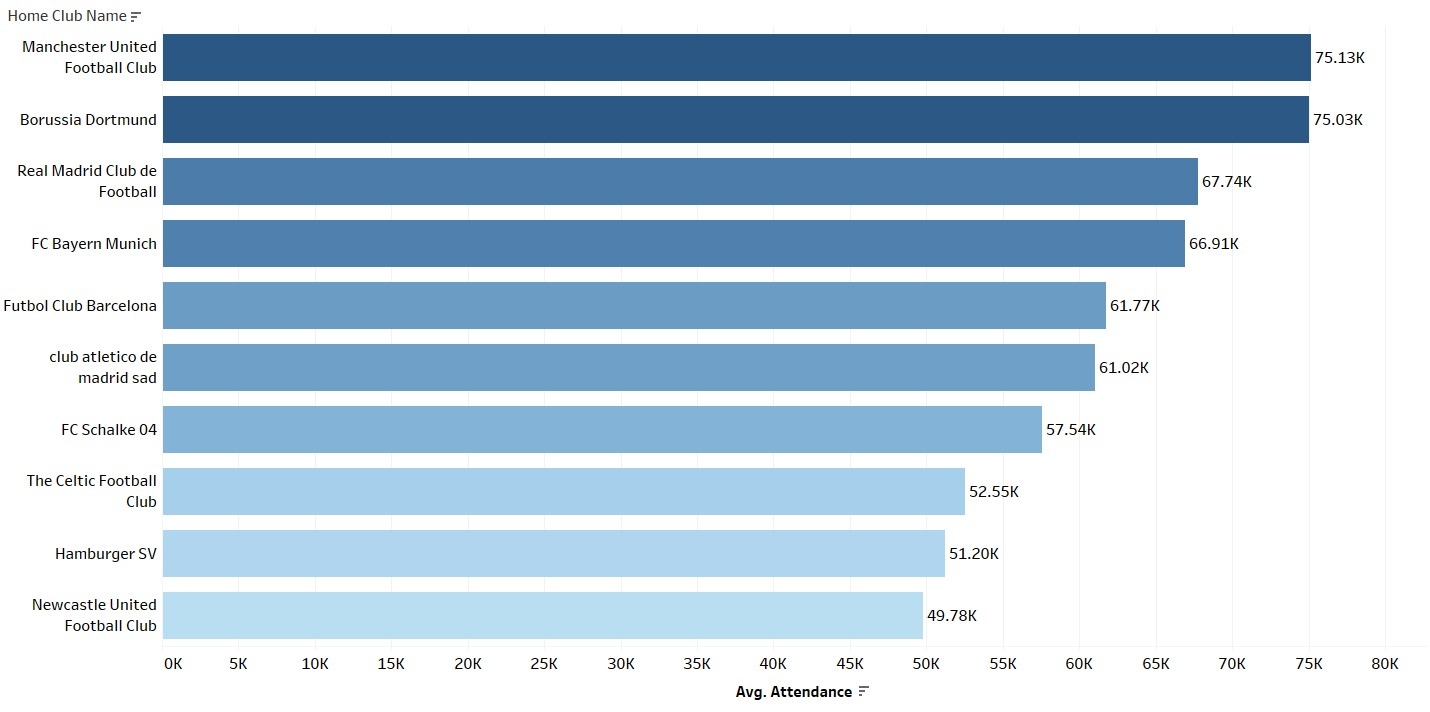 Home Club Name
Manchester United
Football Club
75.13K
Borussia Dortmund
75.03K
Real Madrid Club de
Football
67.74K
FC Bayern Munich
66.91K
Futbol Club Barcelona
61.77K
club atletico de
madrid sad
61.02K
FC Schalke 04
57.54K
The Celtic Football
Club
52.55K
Hamburger SV
51.20K
Newcastle United
Football Club
49.78K
0K 5K 10K 15K 20K 25K 30K 35K 40K 45K 50K 55K 60K 65K 70K 75K 80K
Avg. Attendance